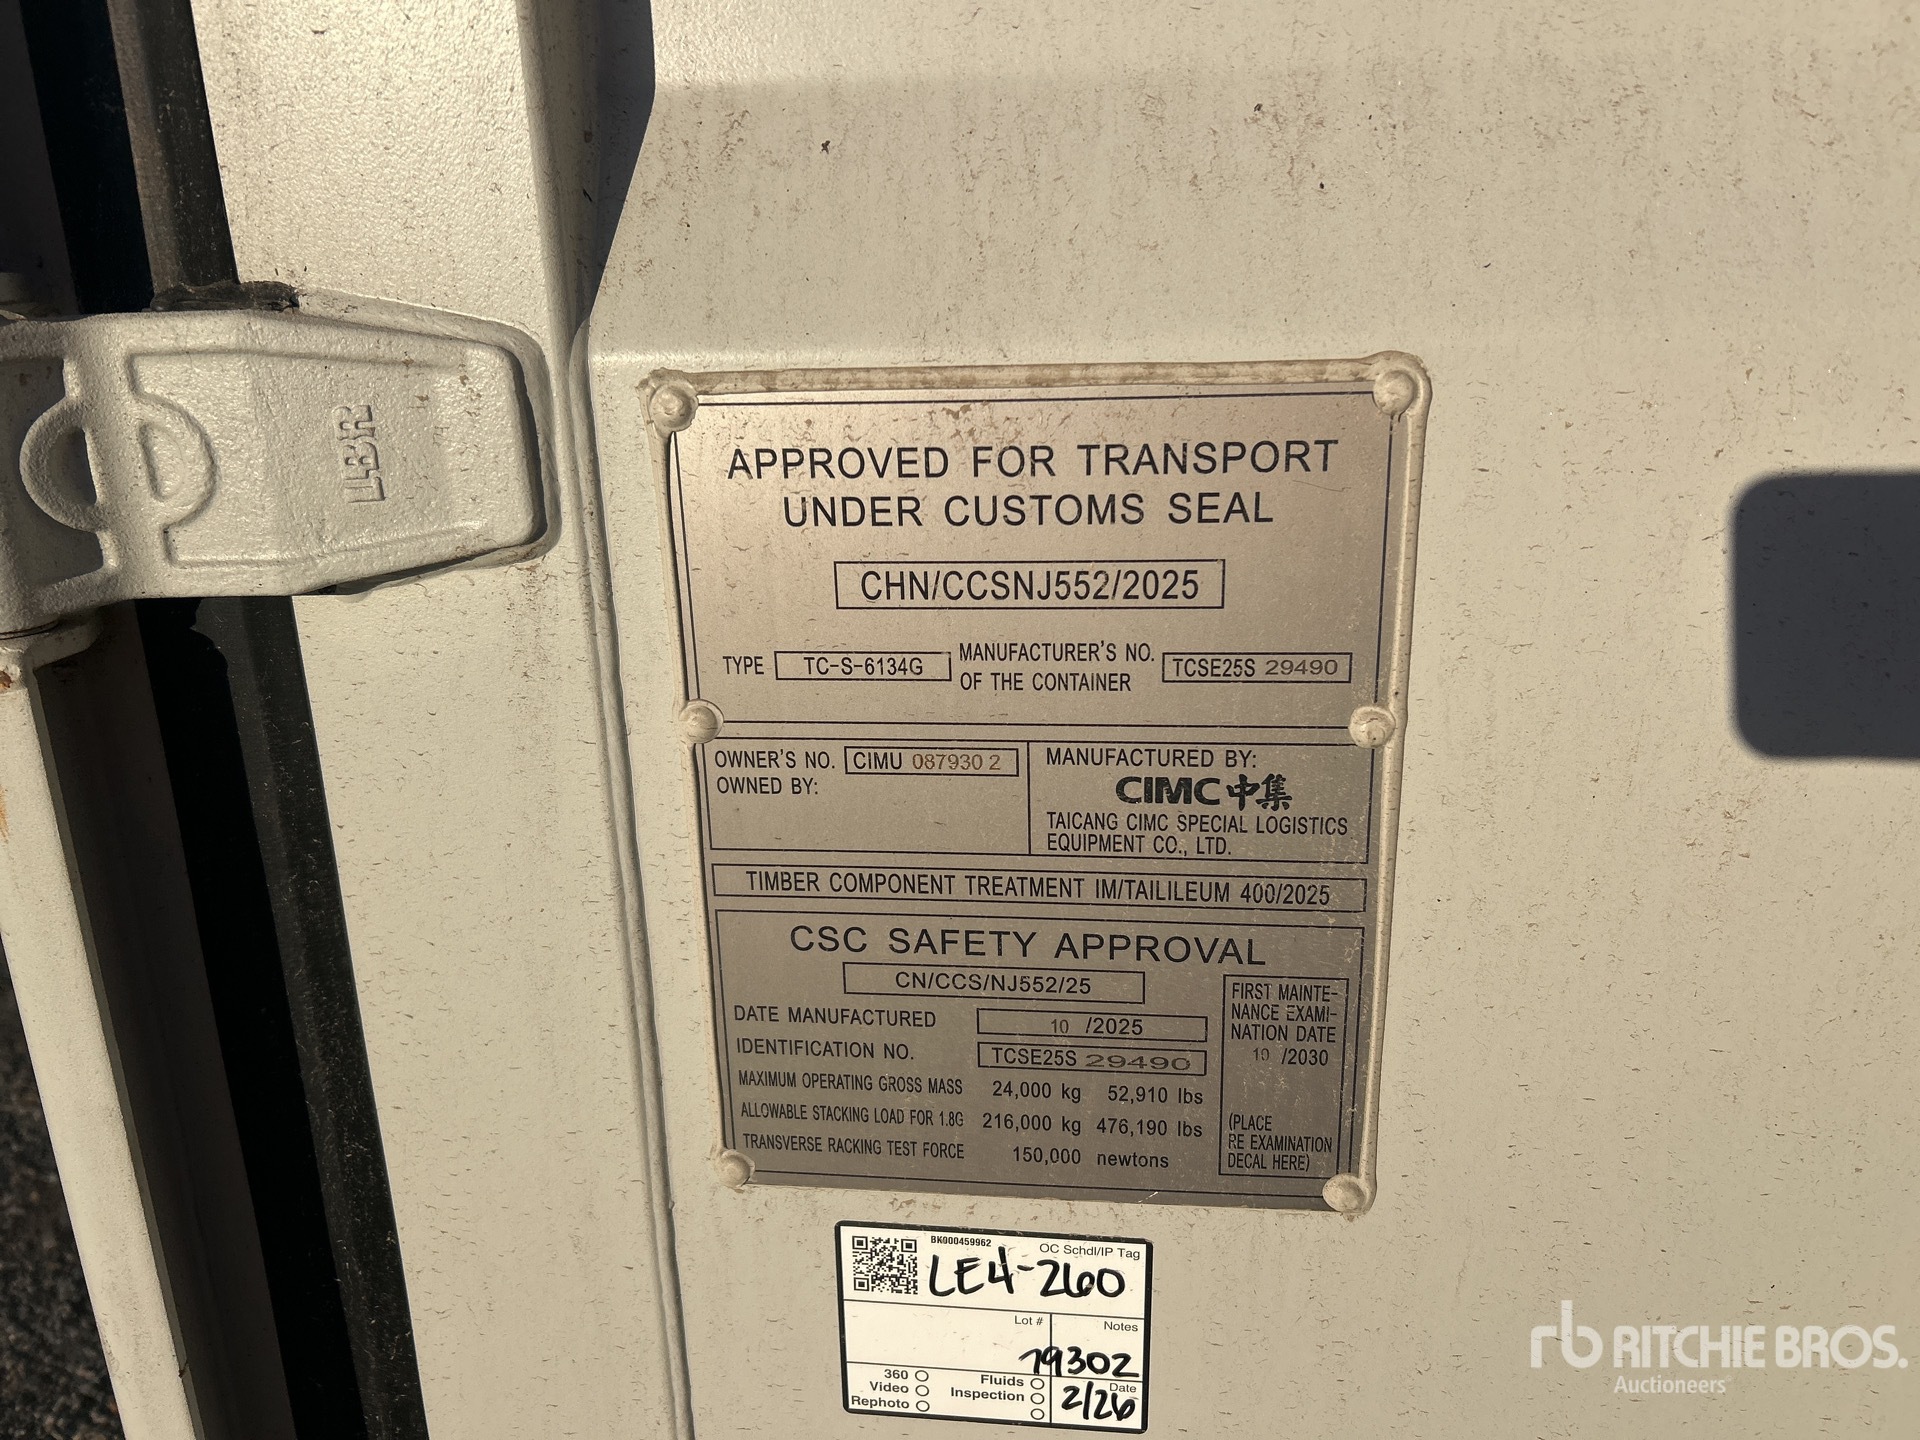 LBR
APPROVED FOR TRANSPORT
UNDER CUSTOMS SEAL
CHN/CCSNJ552/2025
TYPE TC-S-6134G MANUFACTURER'S NO. OF THE CONTAINER TCSE25S 29490
OWNER'S NO. CIMU 087930 2
OWNED BY:
MANUFACTURED BY:
CIMC中集
TAICANG CIMC SPECIAL LOGISTICS
EQUIPMENT CO., LTD.
TIMBER COMPONENT TREATMENT IM/TAILILEUM 400/2025
CSC SAFETY APPROVAL
CN/CCS/NJ552/25
DATE MANUFACTURED 10 /2025
IDENTIFICATION NO. TCSE25S 29490
MAXIMUM OPERATING GROSS MASS 24,000 kg 52,910 lbs
ALLOWABLE STACKING LOAD FOR 1.8G 216,000 kg 476,190 lbs
TRANSVERSE RACKING TEST FORCE 150,000 newtons
FIRST MAINTE-
NANCE EXAMI-
NATION DATE
10 /2030
(PLACE
RE EXAMINATION
DECAL HERE)
BK000459962
OC Schdl/IP Tag
LE4-260
Lot #
Notes
79302
360
Video
Rephoto
Fluids
Inspection
Date
2/26
rb RITCHIE BROS.
Auctioneers